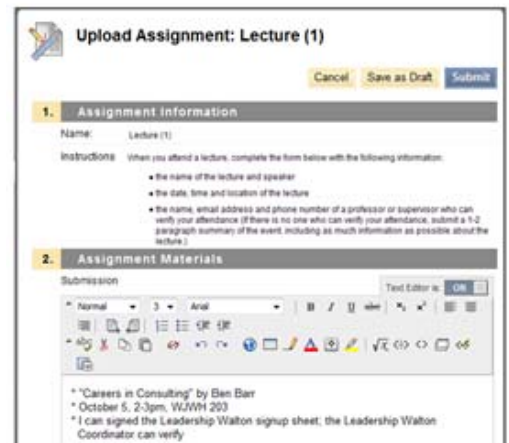 Upload Assignment: Lecture (1)
Cancel Save as Draft Submit
1. Assignment Information
Name: Lecture (1)
Instructions When you attend a lecture, complete the form below with the following information:
• the name of the lecture and speaker
• the date, time and location of the lecture
• the name, email address and phone number of a professor or supervisor who can
verify your attendance (if there is no one who can verify your attendance, submit a 1-2
paragraph summary of the event, including as much information as possible about the
lecture.)
2. Assignment Materials
Submission
Text Editor is: ON
Normal 3 Arial B I U abc
* "Careers in Consulting" by Ben Barr
* October 5, 2-3pm, WJWH 203
* I can signed the Leadership Walton signup sheet; the Leadership Walton
Coordinator can verify